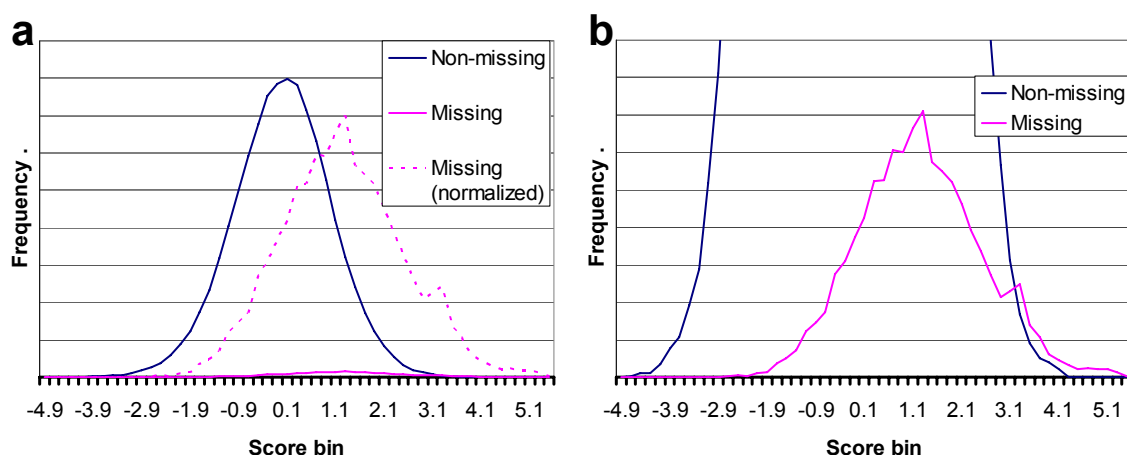 a
Non-missing
Missing
Missing
(normalized)
Frequency .
-4.9 -3.9 -2.9 -1.9 -0.9 0.1 1.1 2.1 3.1 4.1 5.1
Score bin
b
Non-missing
Missing
Frequency .
-4.9 -3.9 -2.9 -1.9 -0.9 0.1 1.1 2.1 3.1 4.1 5.1
Score bin